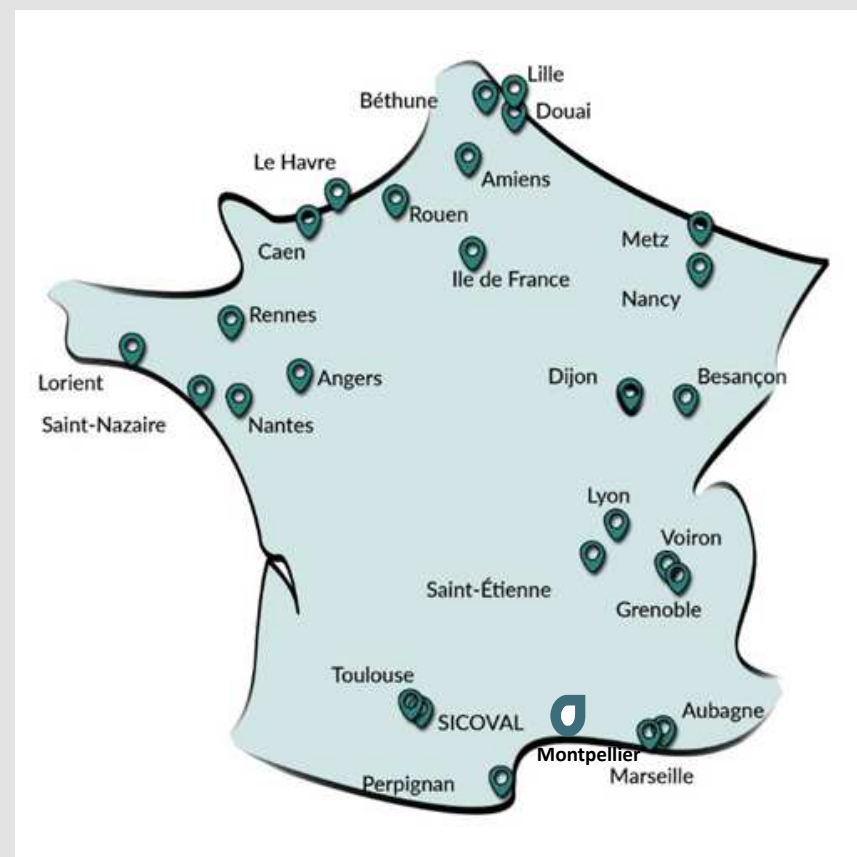 Lille
Béthune
Douai
Le Havre
Amiens
Rouen
Caen
Metz
Ile de France
Nancy
Rennes
Lorient
Angers
Dijon
Besançon
Saint-Nazaire
Nantes
Lyon
Voiron
Saint-Étienne
Grenoble
Toulouse
SICOVAL
Aubagne
Montpellier
Marseille
Perpignan